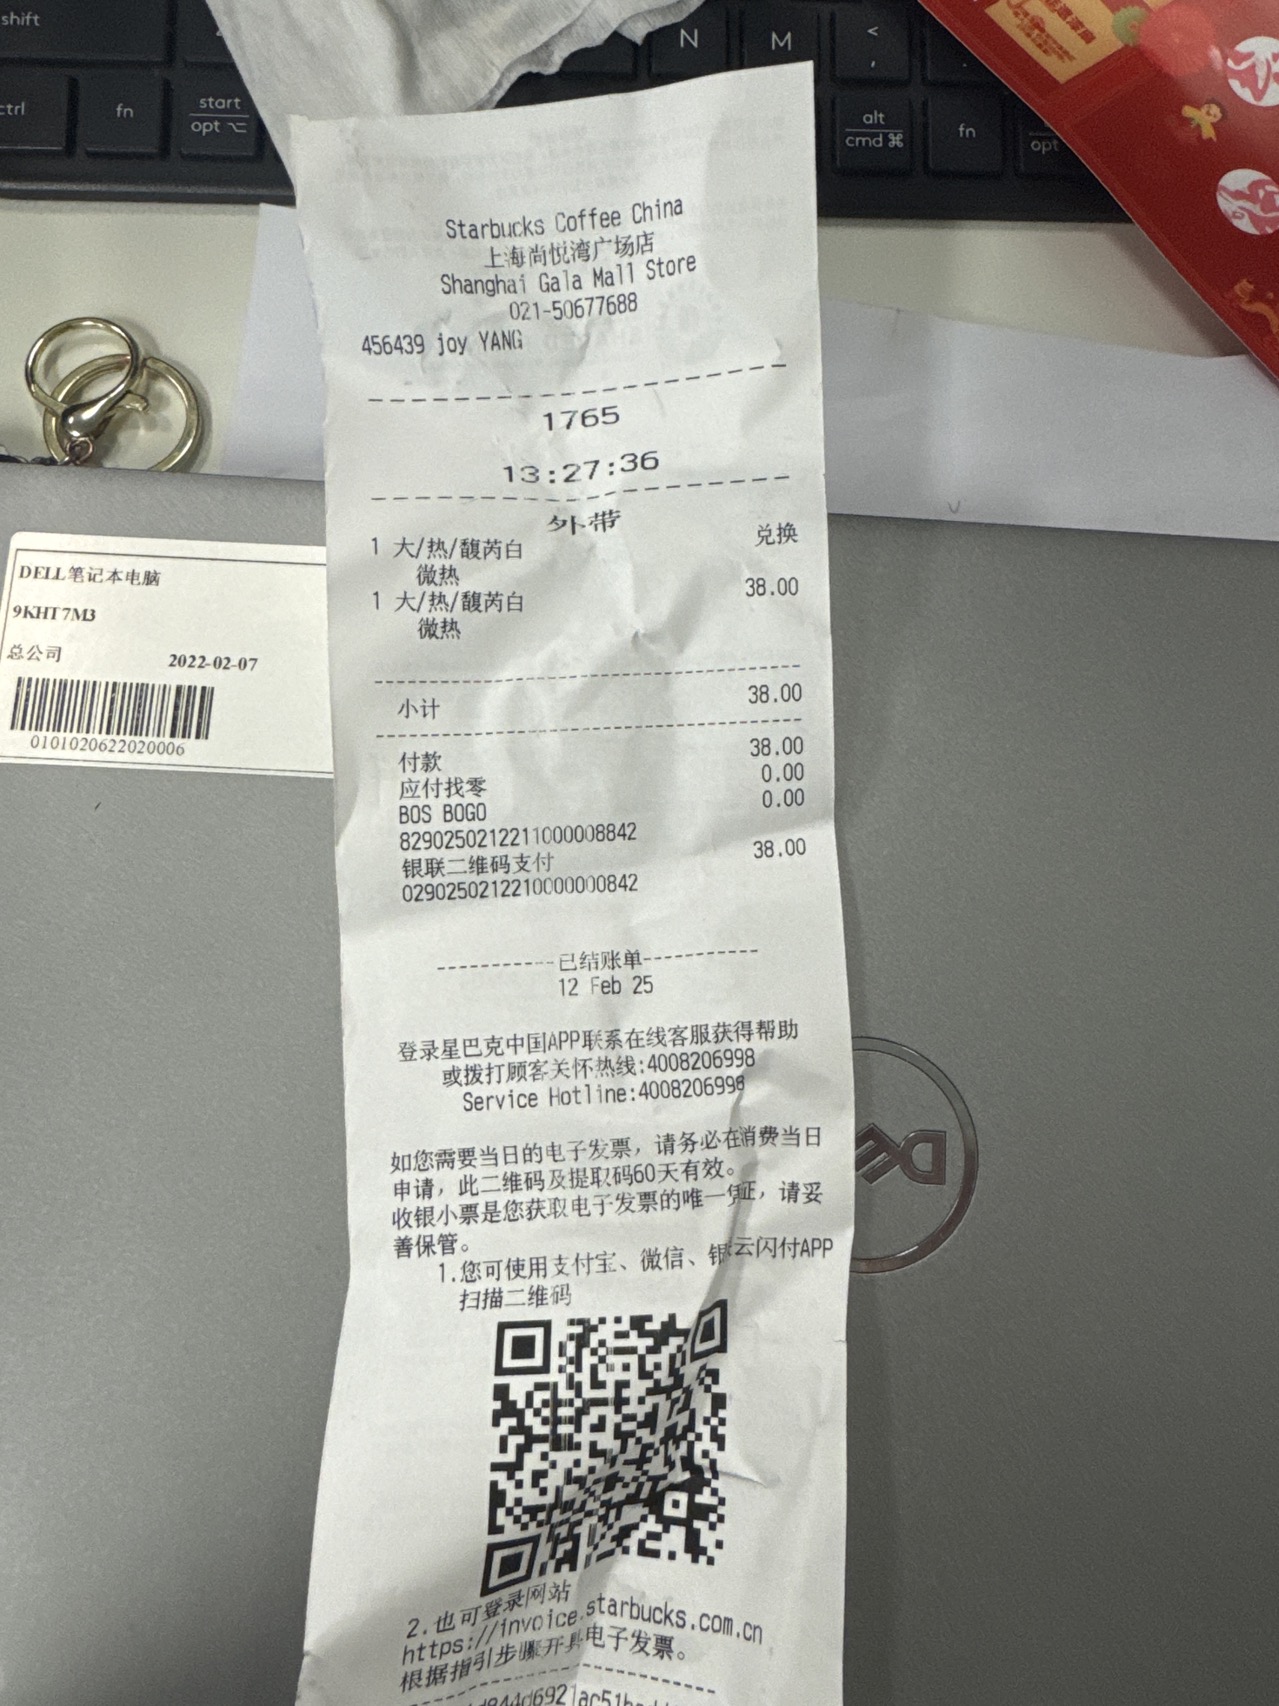 shift
ctrl
fn
start
opt
N
M
<
,
alt
cmd ⌘
fn
opt
Starbucks Coffee China
上海尚悦湾广场店
Shanghai Gala Mall Store
021-50677688
456439 joy YANG
1765
13:27:36
外带
1 大/热/馥芮白 兑换
微热
1 大/热/馥芮白 38.00
微热
小计 38.00
付款 38.00
应付找零 0.00
BOS BOGO 0.00
8290250212211000008842
银联二维码支付 38.00
0290250212210000000842
----------已结账单----------
12 Feb 25
登录星巴克中国APP联系在线客服获得帮助
或拨打顾客关怀热线:4008206998
Service Hotline:4008206998
如您需要当日的电子发票，请务必在消费当日
申请，此二维码及提取码60天有效。
收银小票是您获取电子发票的唯一凭证，请妥
善保管。
1.您可使用支付宝、微信、银云闪付APP
扫描二维码
2.也可登录网站
https://invoice.starbucks.com.cn
根据指引步骤开具电子发票。
DELL笔记本电脑
9KHT7M3
总公司 2022-02-07
0101020622020006
DELL